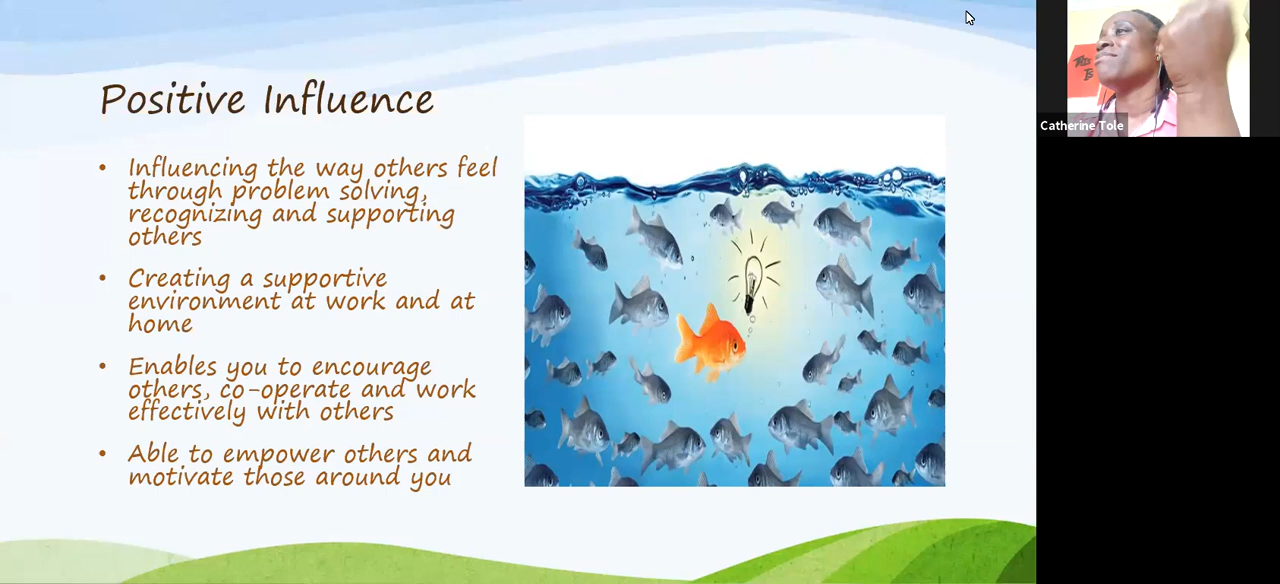 Positive Influence
• Influencing the way others feel
through problem solving,
recognizing and supporting
others
• Creating a supportive
environment at work and at
home
• Enables you to encourage
others, co-operate and work
effectively with others
• Able to empower others and
motivate those around you
THIS
IS
Catherine Tole